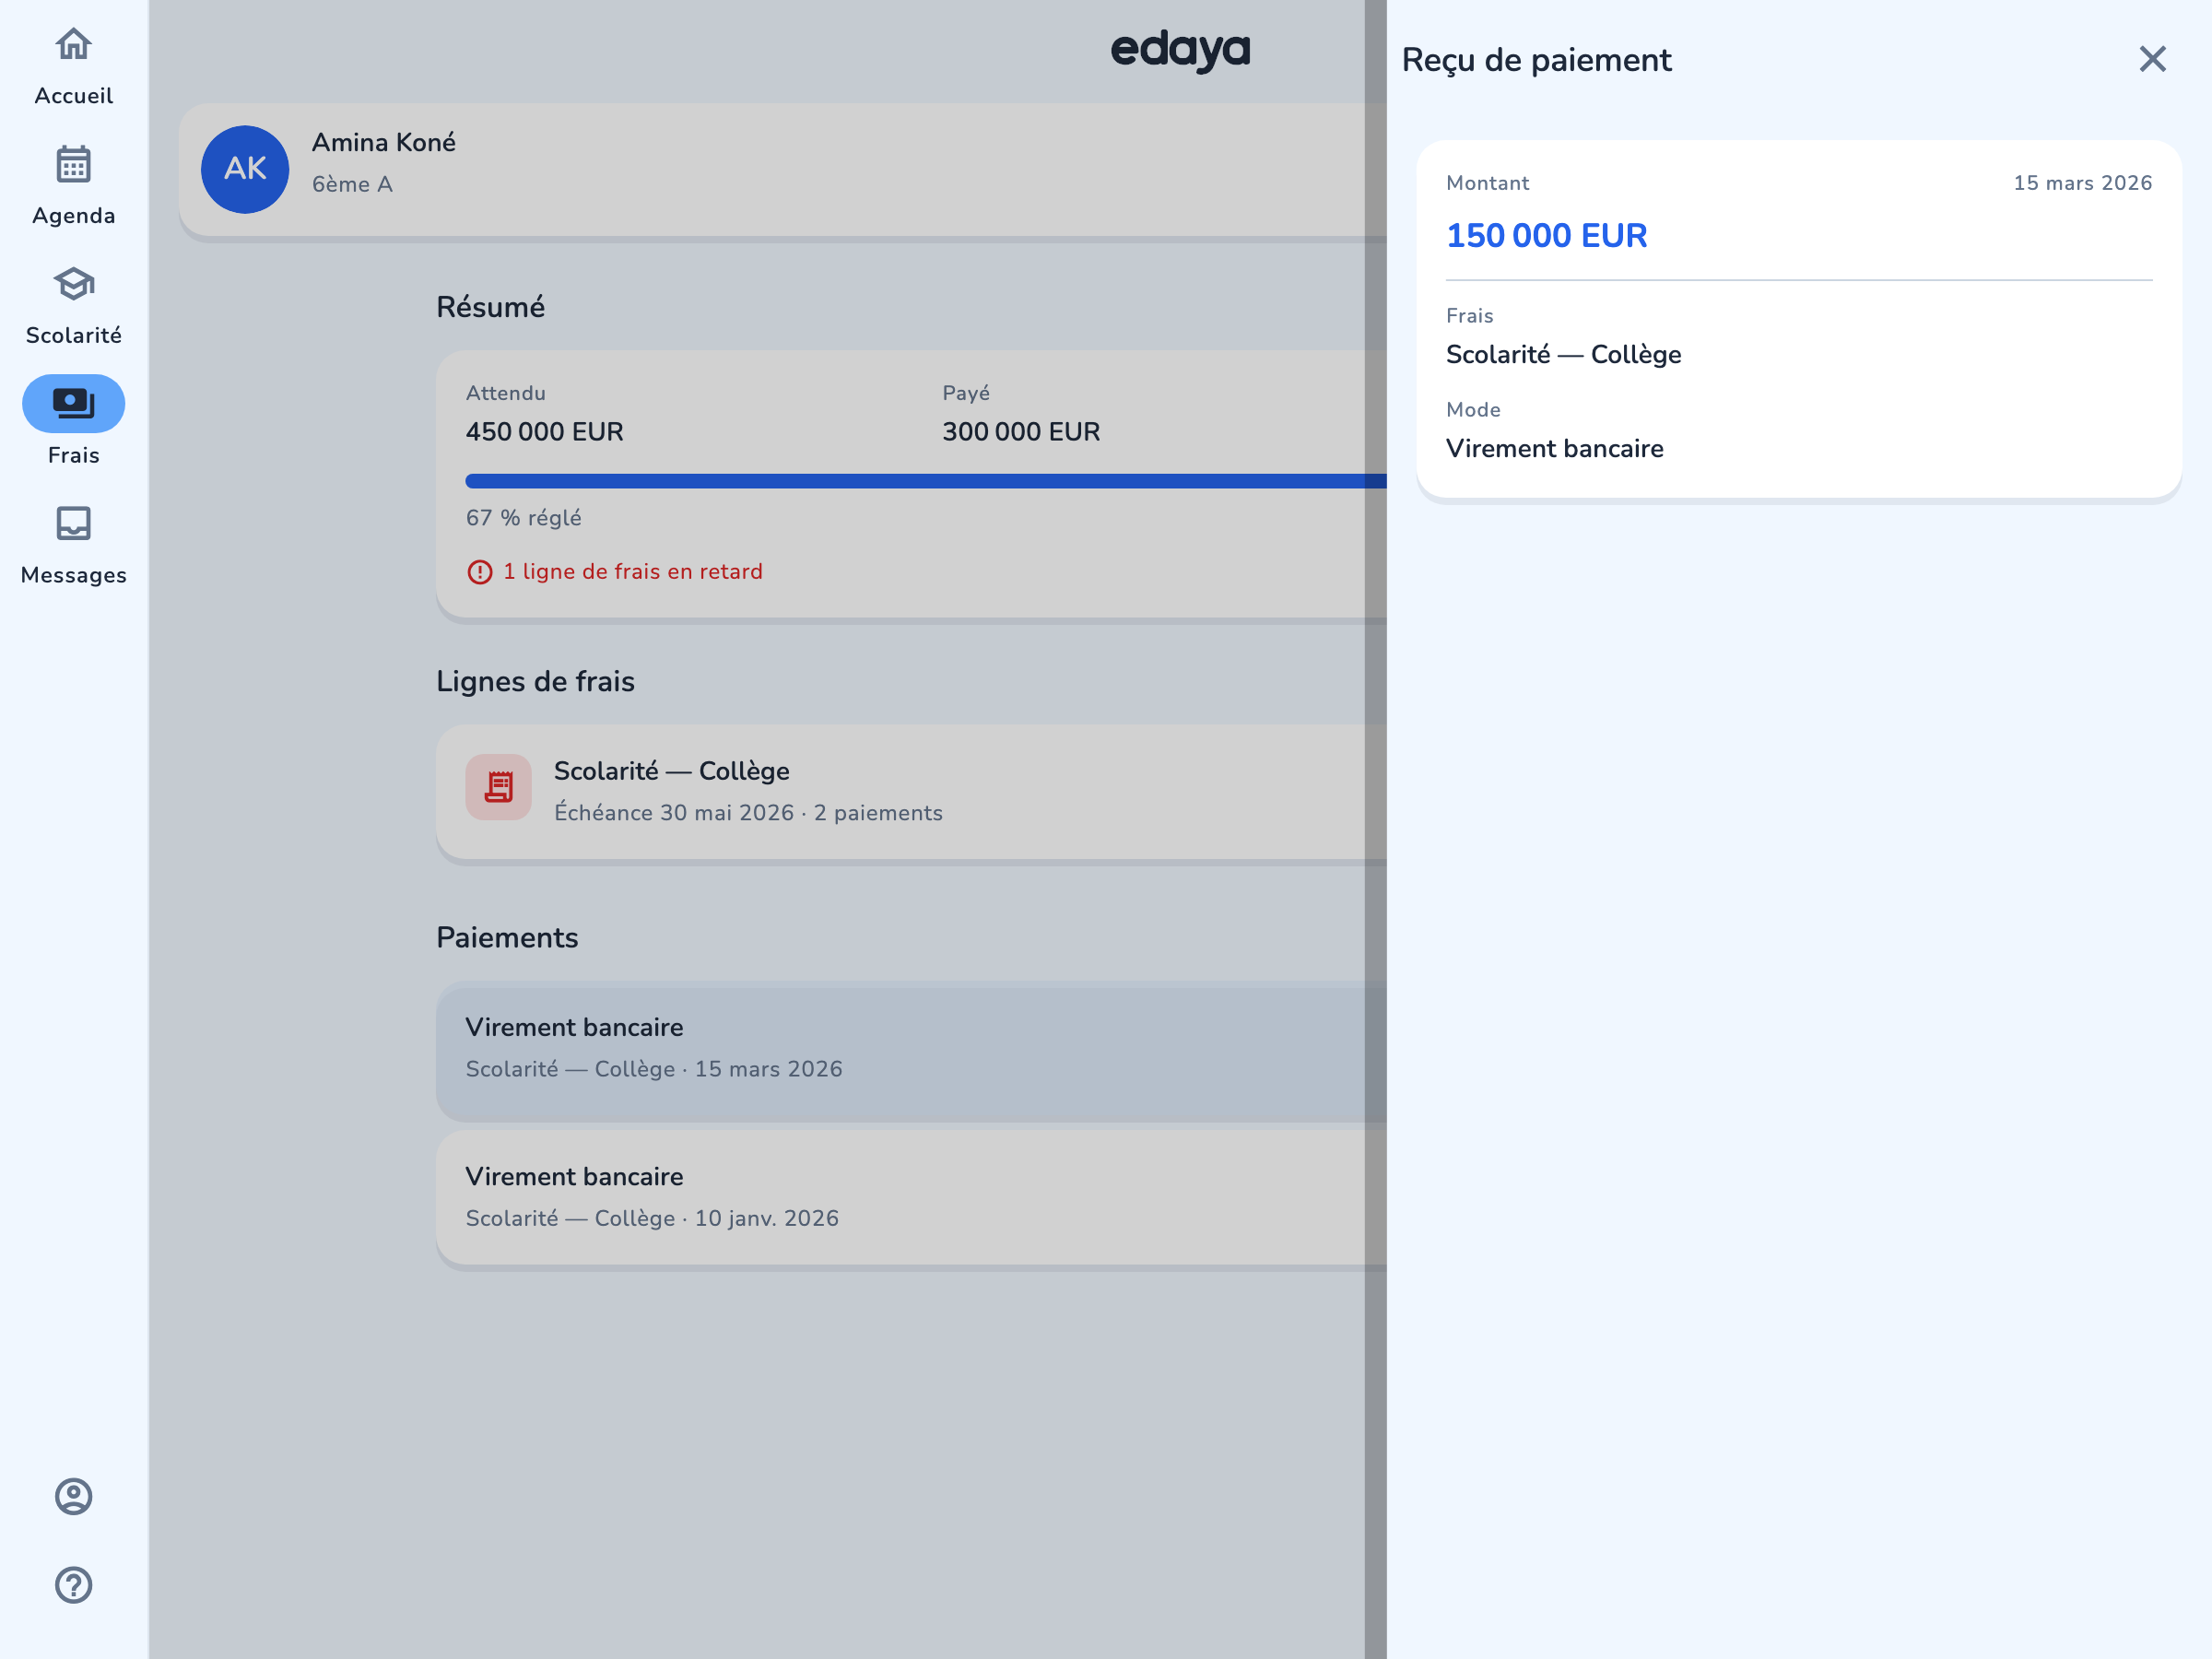 Accueil
Agenda
Scolarité
Frais
Messages
edaya
AK
Amina Koné
6ème A
Résumé
Attendu
Payé
450 000 EUR
300 000 EUR
67 % réglé
1 ligne de frais en retard
Lignes de frais
Scolarité — Collège
Échéance 30 mai 2026 · 2 paiements
Paiements
Virement bancaire
Scolarité — Collège · 15 mars 2026
Virement bancaire
Scolarité — Collège · 10 janv. 2026
Reçu de paiement
Montant
15 mars 2026
150 000 EUR
Frais
Scolarité — Collège
Mode
Virement bancaire